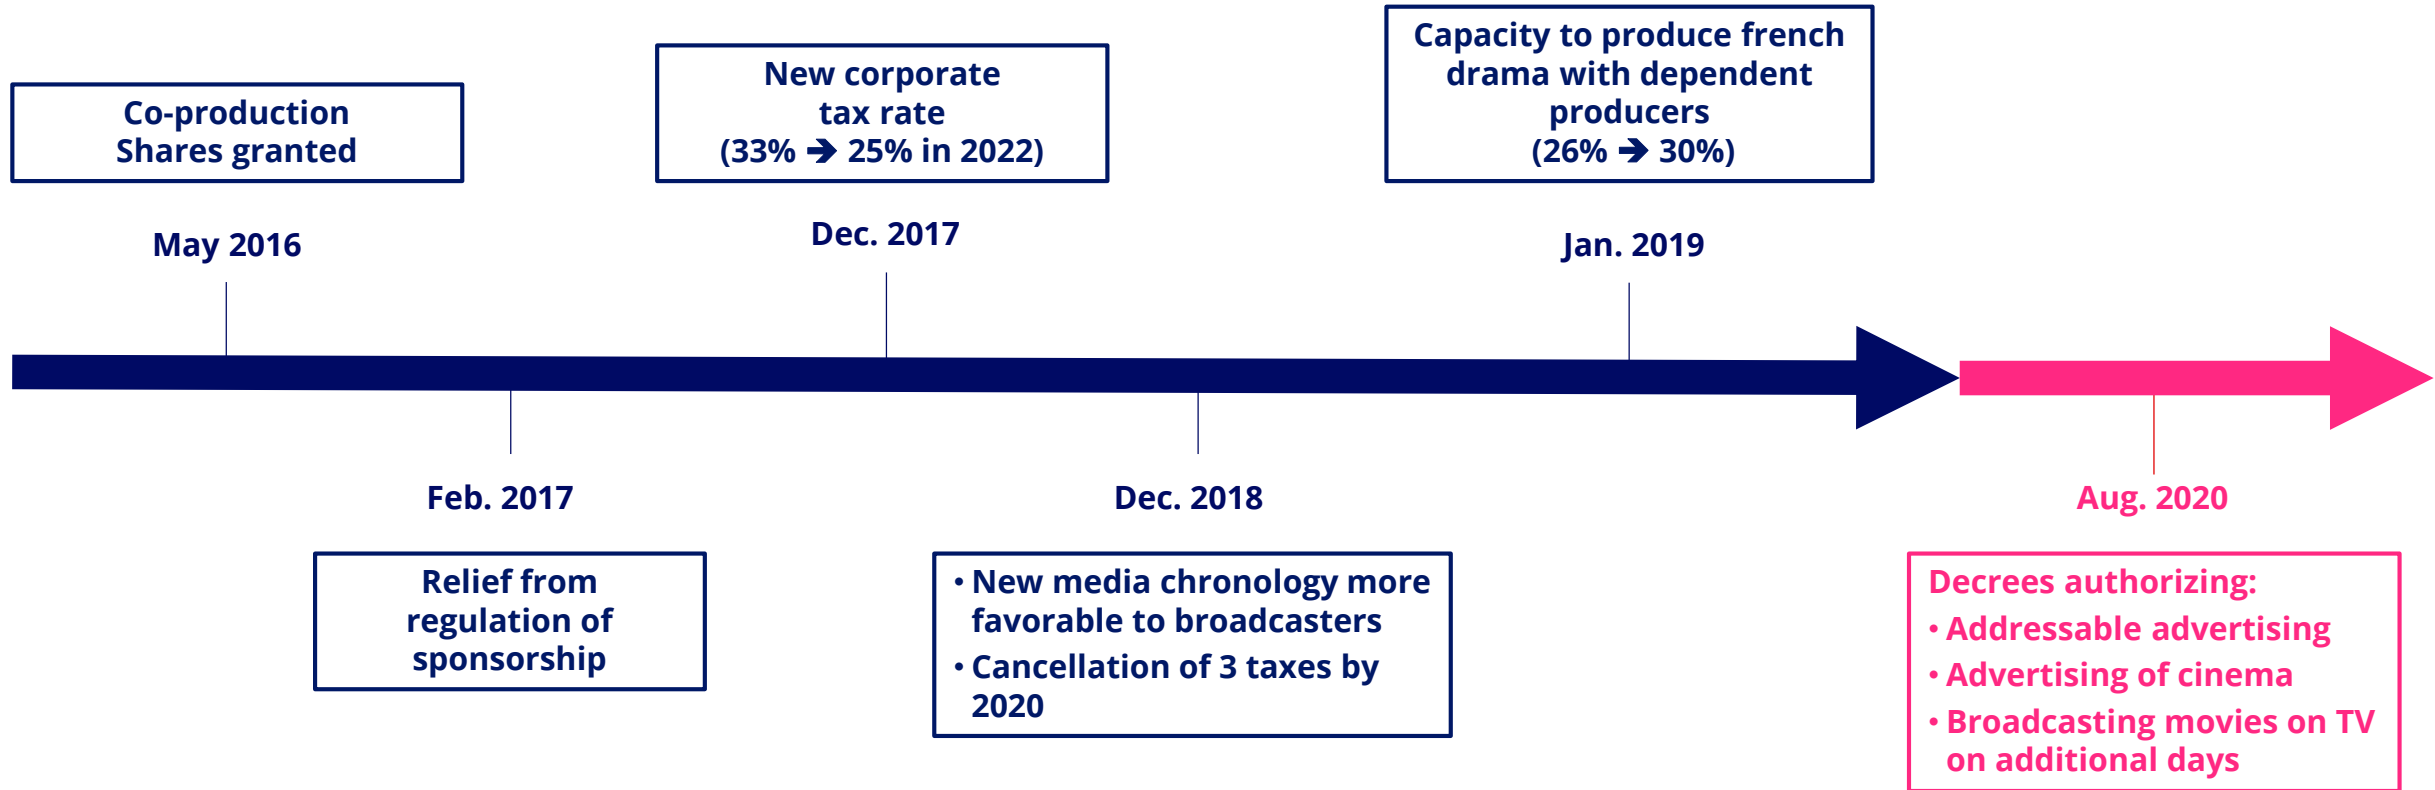 Co-production
Shares granted
May 2016
New corporate
tax rate
(33% ➔ 25% in 2022)
Dec. 2017
Capacity to produce french
drama with dependent
producers
(26% ➔ 30%)
Jan. 2019
Feb. 2017
Relief from
regulation of
sponsorship
Dec. 2018
• New media chronology more
favorable to broadcasters
• Cancellation of 3 taxes by
2020
Aug. 2020
Decrees authorizing:
• Addressable advertising
• Advertising of cinema
• Broadcasting movies on TV
on additional days